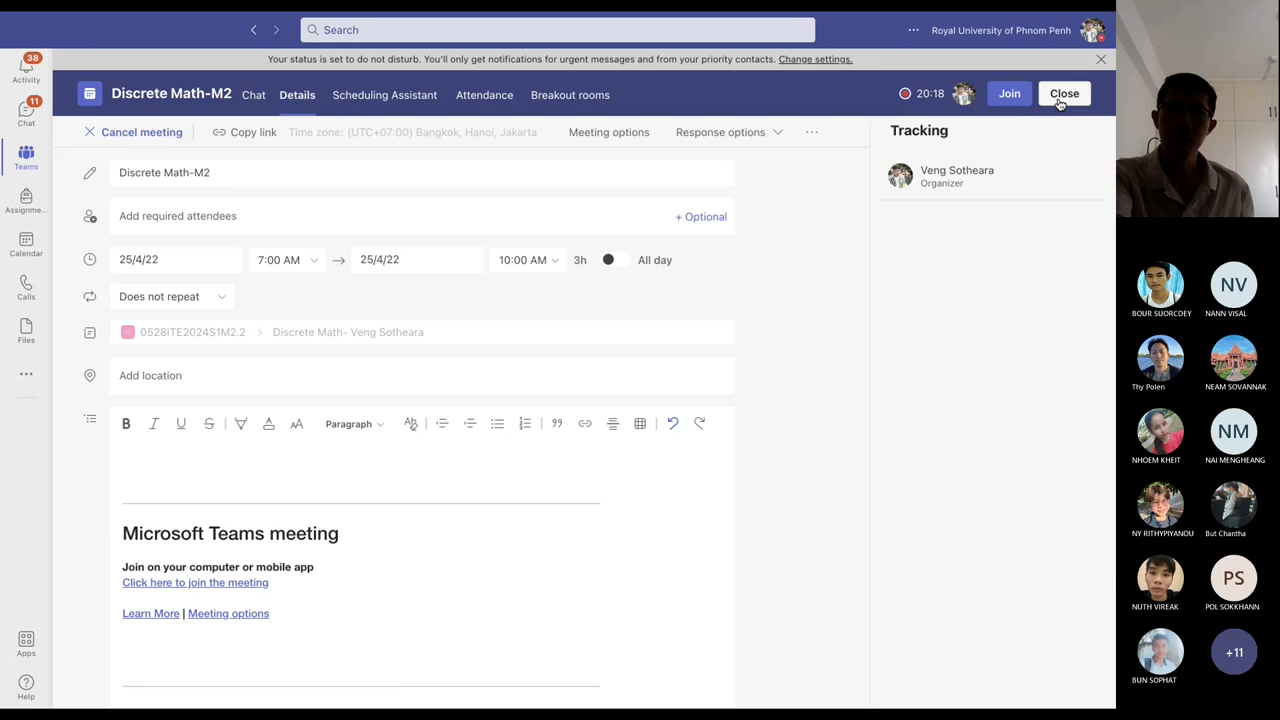 Search
Royal University of Phnom Penh
Your status is set to do not disturb. You'll only get notifications for urgent messages and from your priority contacts. Change settings.
38
Activity
11
Chat
Teams
Assignme...
Calendar
Calls
Files
Apps
Help
Discrete Math-M2
Chat
Details
Scheduling Assistant
Attendance
Breakout rooms
20:18
Join
Close
Cancel meeting
Copy link
Time zone: (UTC+07:00) Bangkok, Hanoi, Jakarta
Meeting options
Response options
Discrete Math-M2
Add required attendees
+ Optional
25/4/22
7:00 AM
25/4/22
10:00 AM
3h
All day
Does not repeat
0528ITE2024S1M2.2 > Discrete Math- Veng Sotheara
Add location
B I U S
Paragraph
Microsoft Teams meeting
Join on your computer or mobile app
Click here to join the meeting
Learn More | Meeting options
Tracking
Veng Sotheara
Organizer
BOUR SUORCDEY
NV
NANN VISAL
Thy Polen
NEAM SOVANNAK
NHOEM KHEIT
NM
NAI MENGHEANG
NY RITHYPIYANOU
But Chantha
NUTH VIREAK
PS
POL SOKKHANN
BUN SOPHAT
+11